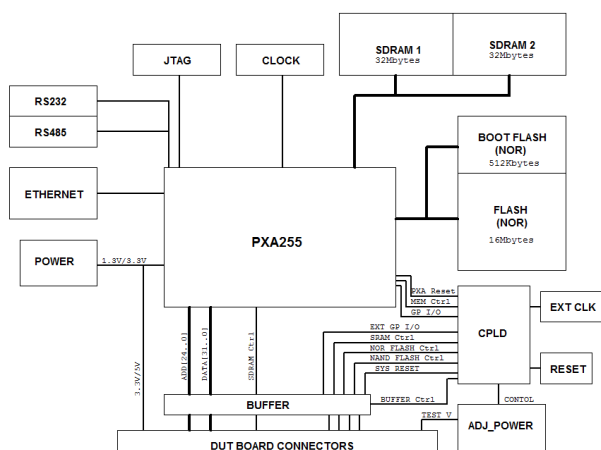 SDRAM 1
32Mbytes
SDRAM 2
32Mbytes
JTAG
CLOCK
RS232
RS485
BOOT FLASH
(NOR)
512Kbytes
ETHERNET
FLASH
(NOR)
16Mbytes
PXA255
POWER
1.3V/3.3V
PXA Reset
MEM Ctrl
GP I/O
EXT CLK
CPLD
EXT GP I/O
SRAM Ctrl
NOR FLASH Ctrl
NAND FLASH Ctrl
SYS RESET
RESET
ADD[24..0]
DATA[31..0]
SDRAM Ctrl
3.3V/5V
BUFFER
BUFFER Ctrl
CONTOL
TEST V
ADJ_POWER
DUT BOARD CONNECTORS